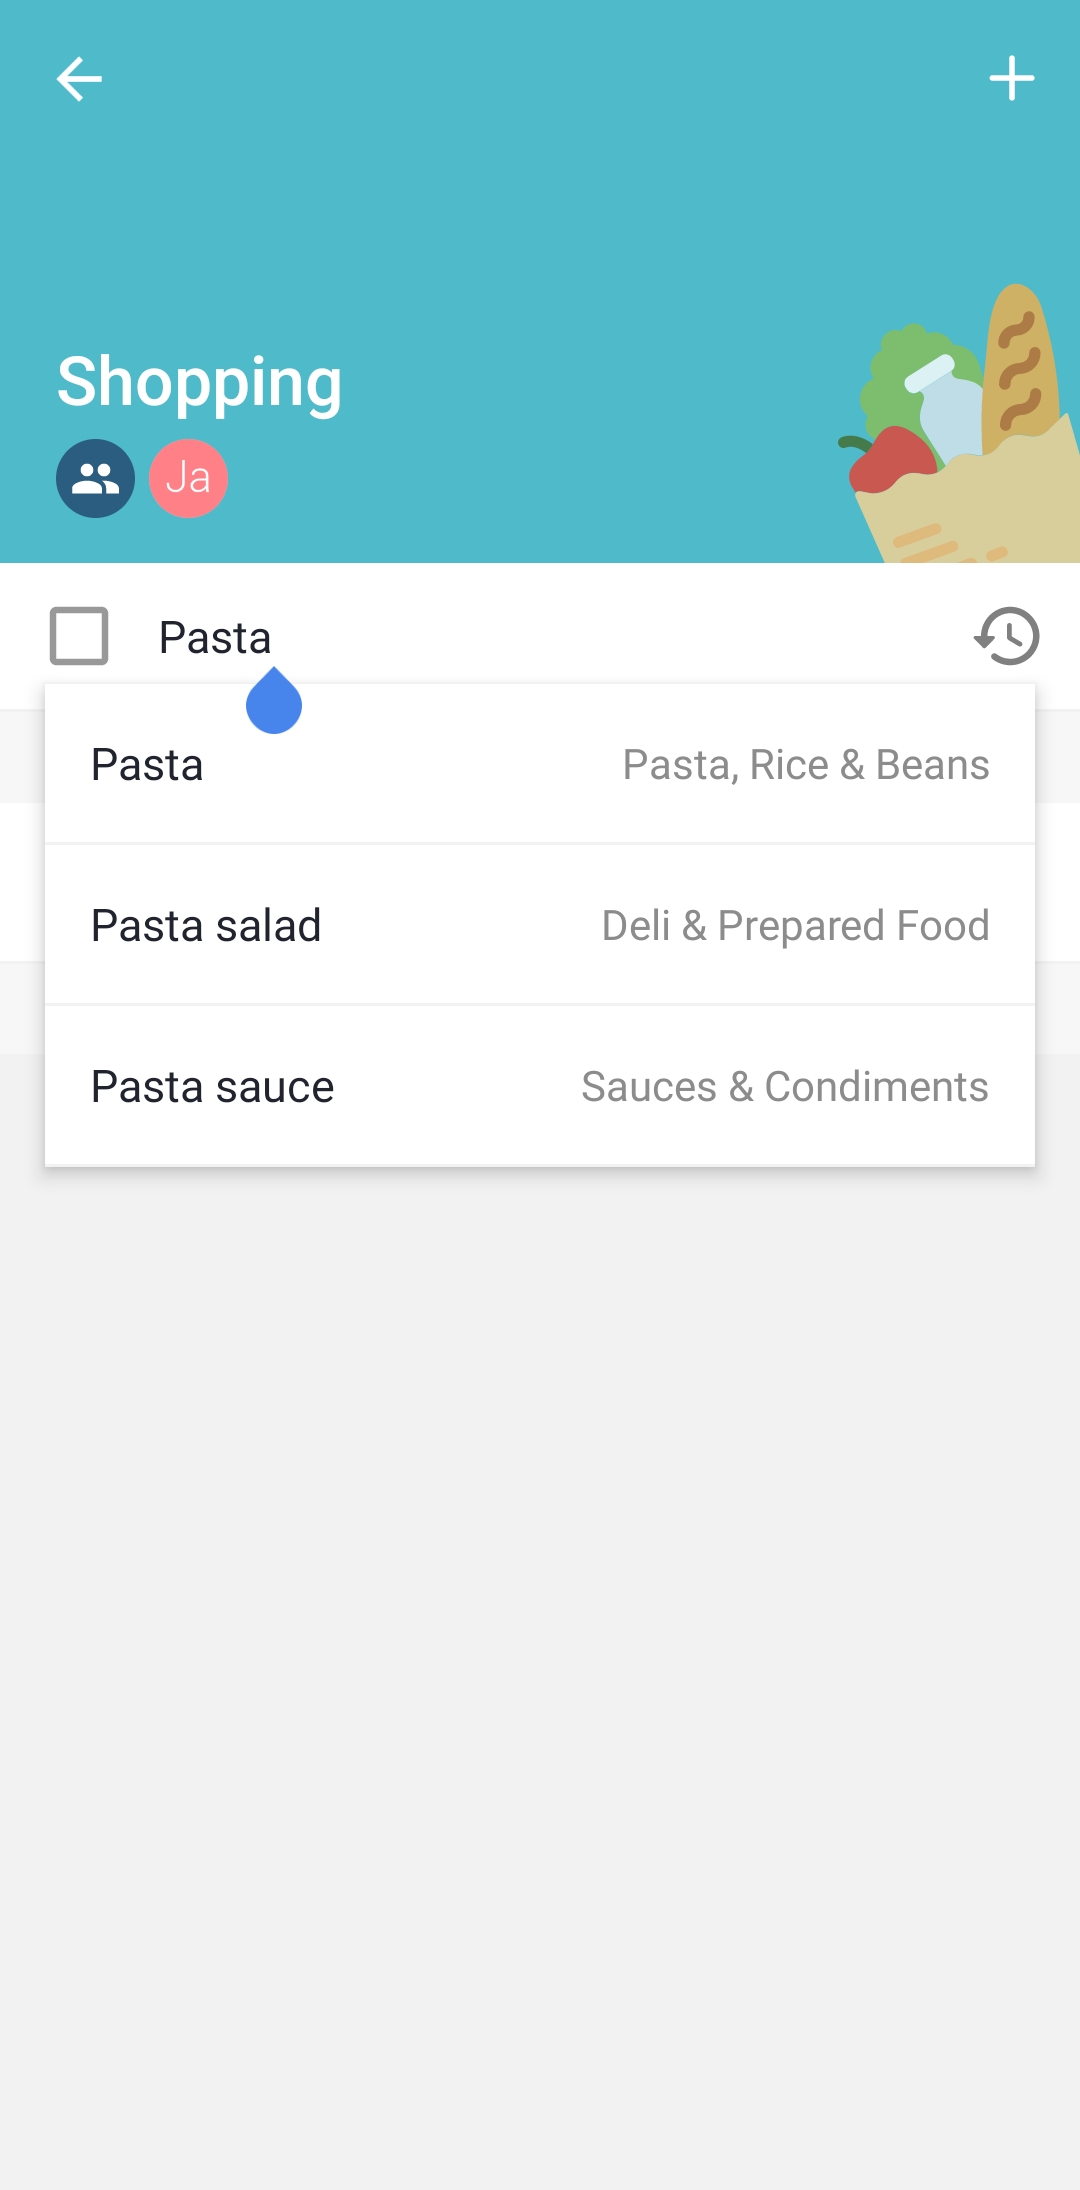 Shopping
Ja
Pasta
Pasta Pasta, Rice & Beans
Pasta salad Deli & Prepared Food
Pasta sauce Sauces & Condiments